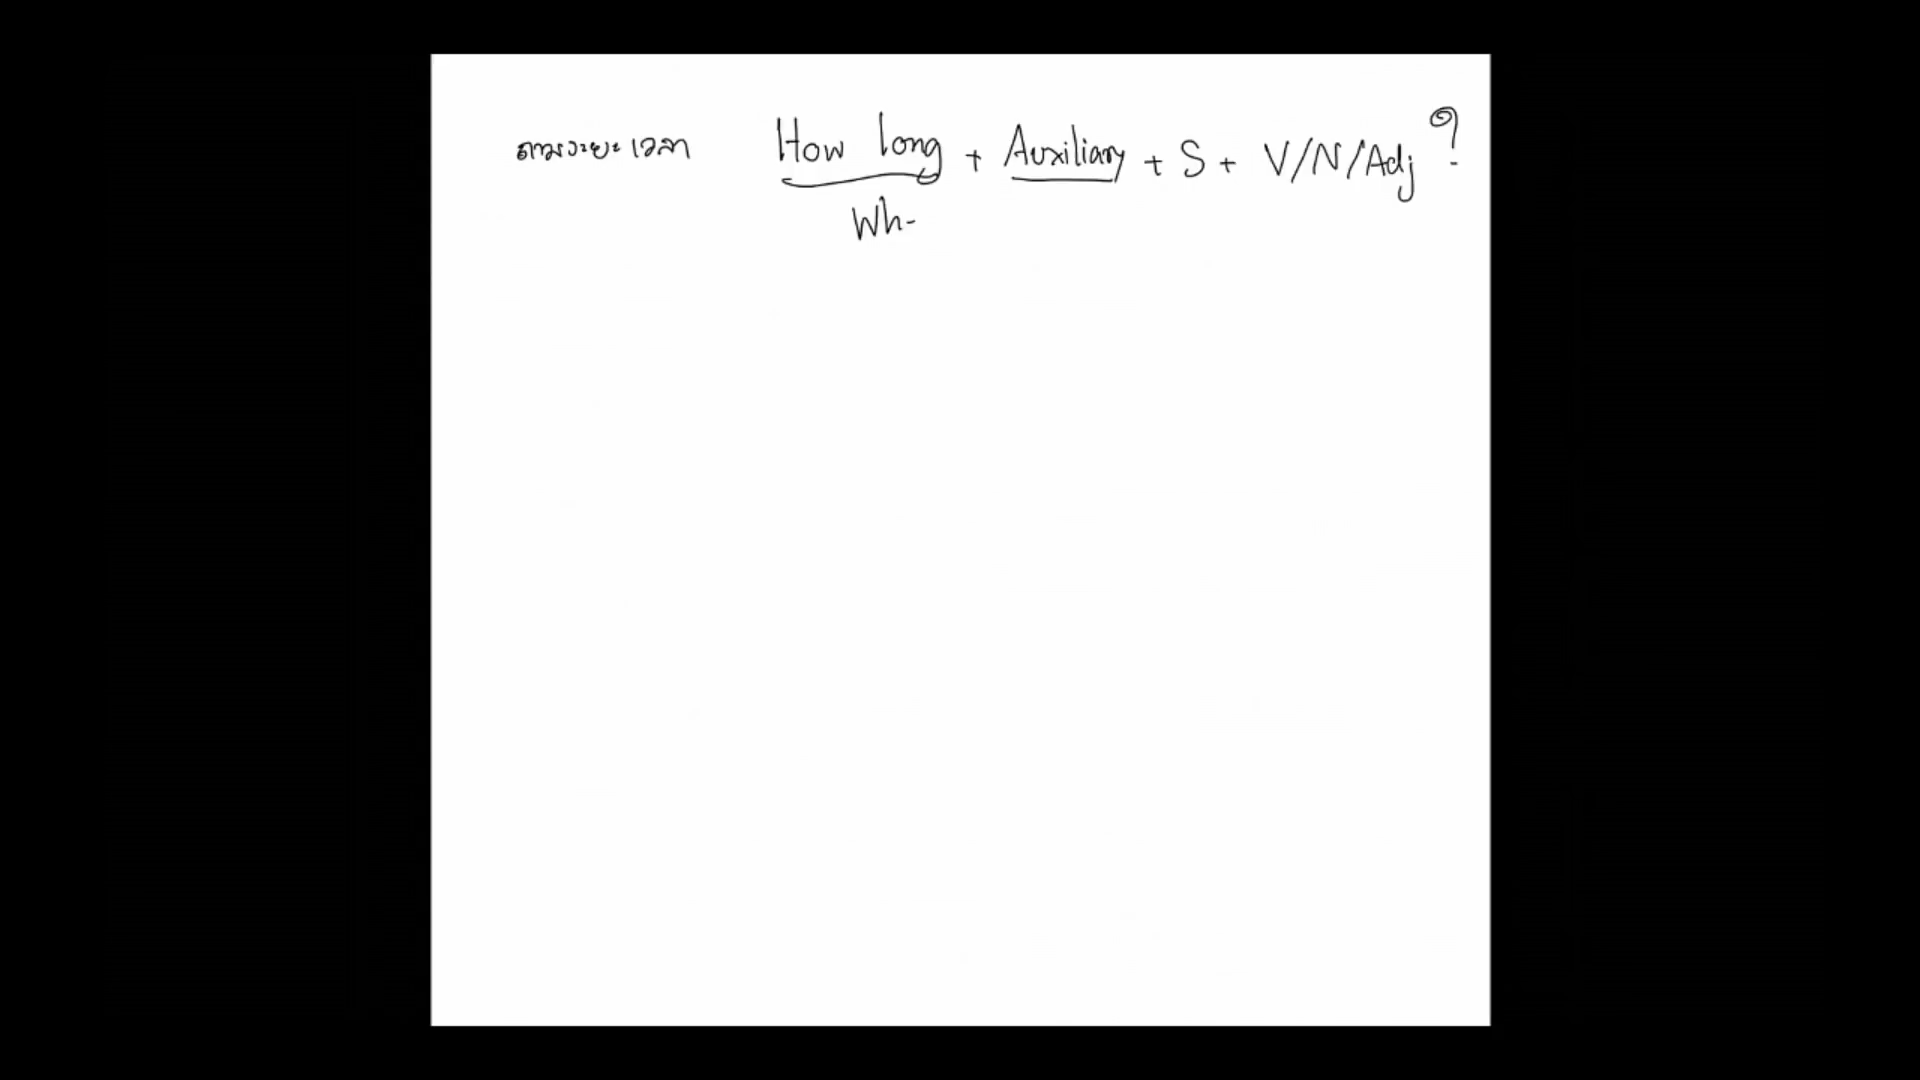 ถามระยะเวลา How long + Auxiliary + S + V/N/Adj ?
Wh-